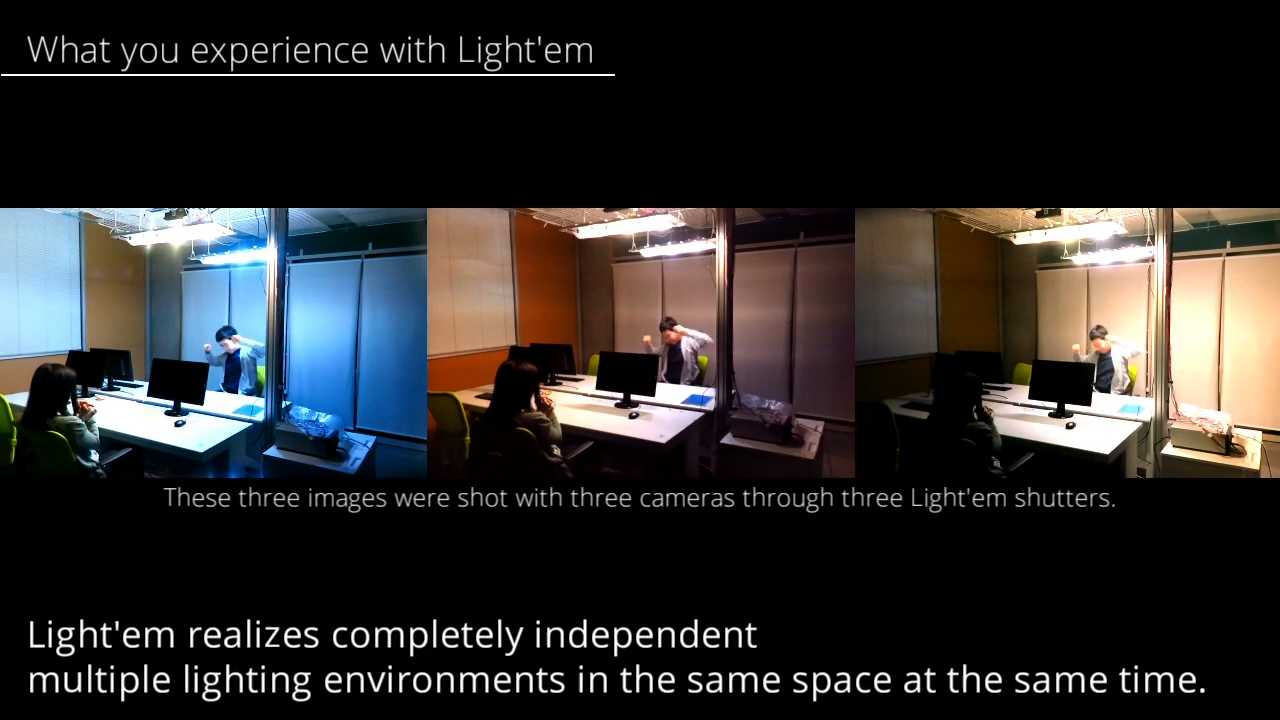 What you experience with Light'em
These three images were shot with three cameras through three Light'em shutters.
Light'em realizes completely independent
multiple lighting environments in the same space at the same time.